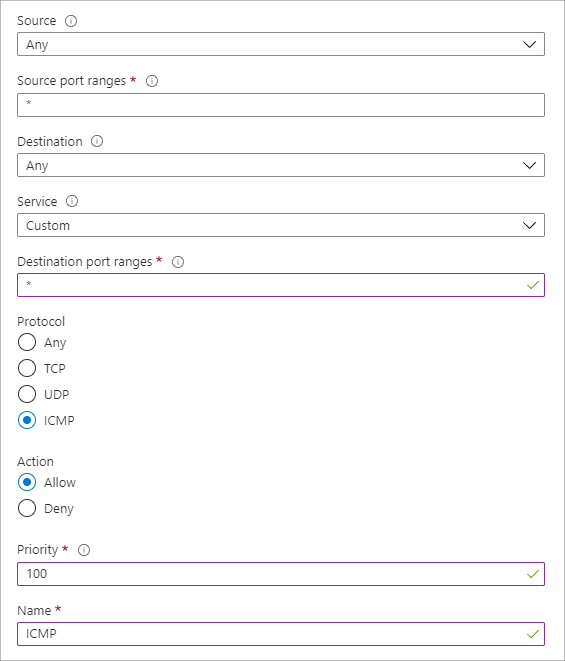 Source
Any
Source port ranges *
*
Destination
Any
Service
Custom
Destination port ranges *
*
Protocol
Any
TCP
UDP
ICMP
Action
Allow
Deny
Priority *
100
Name *
ICMP